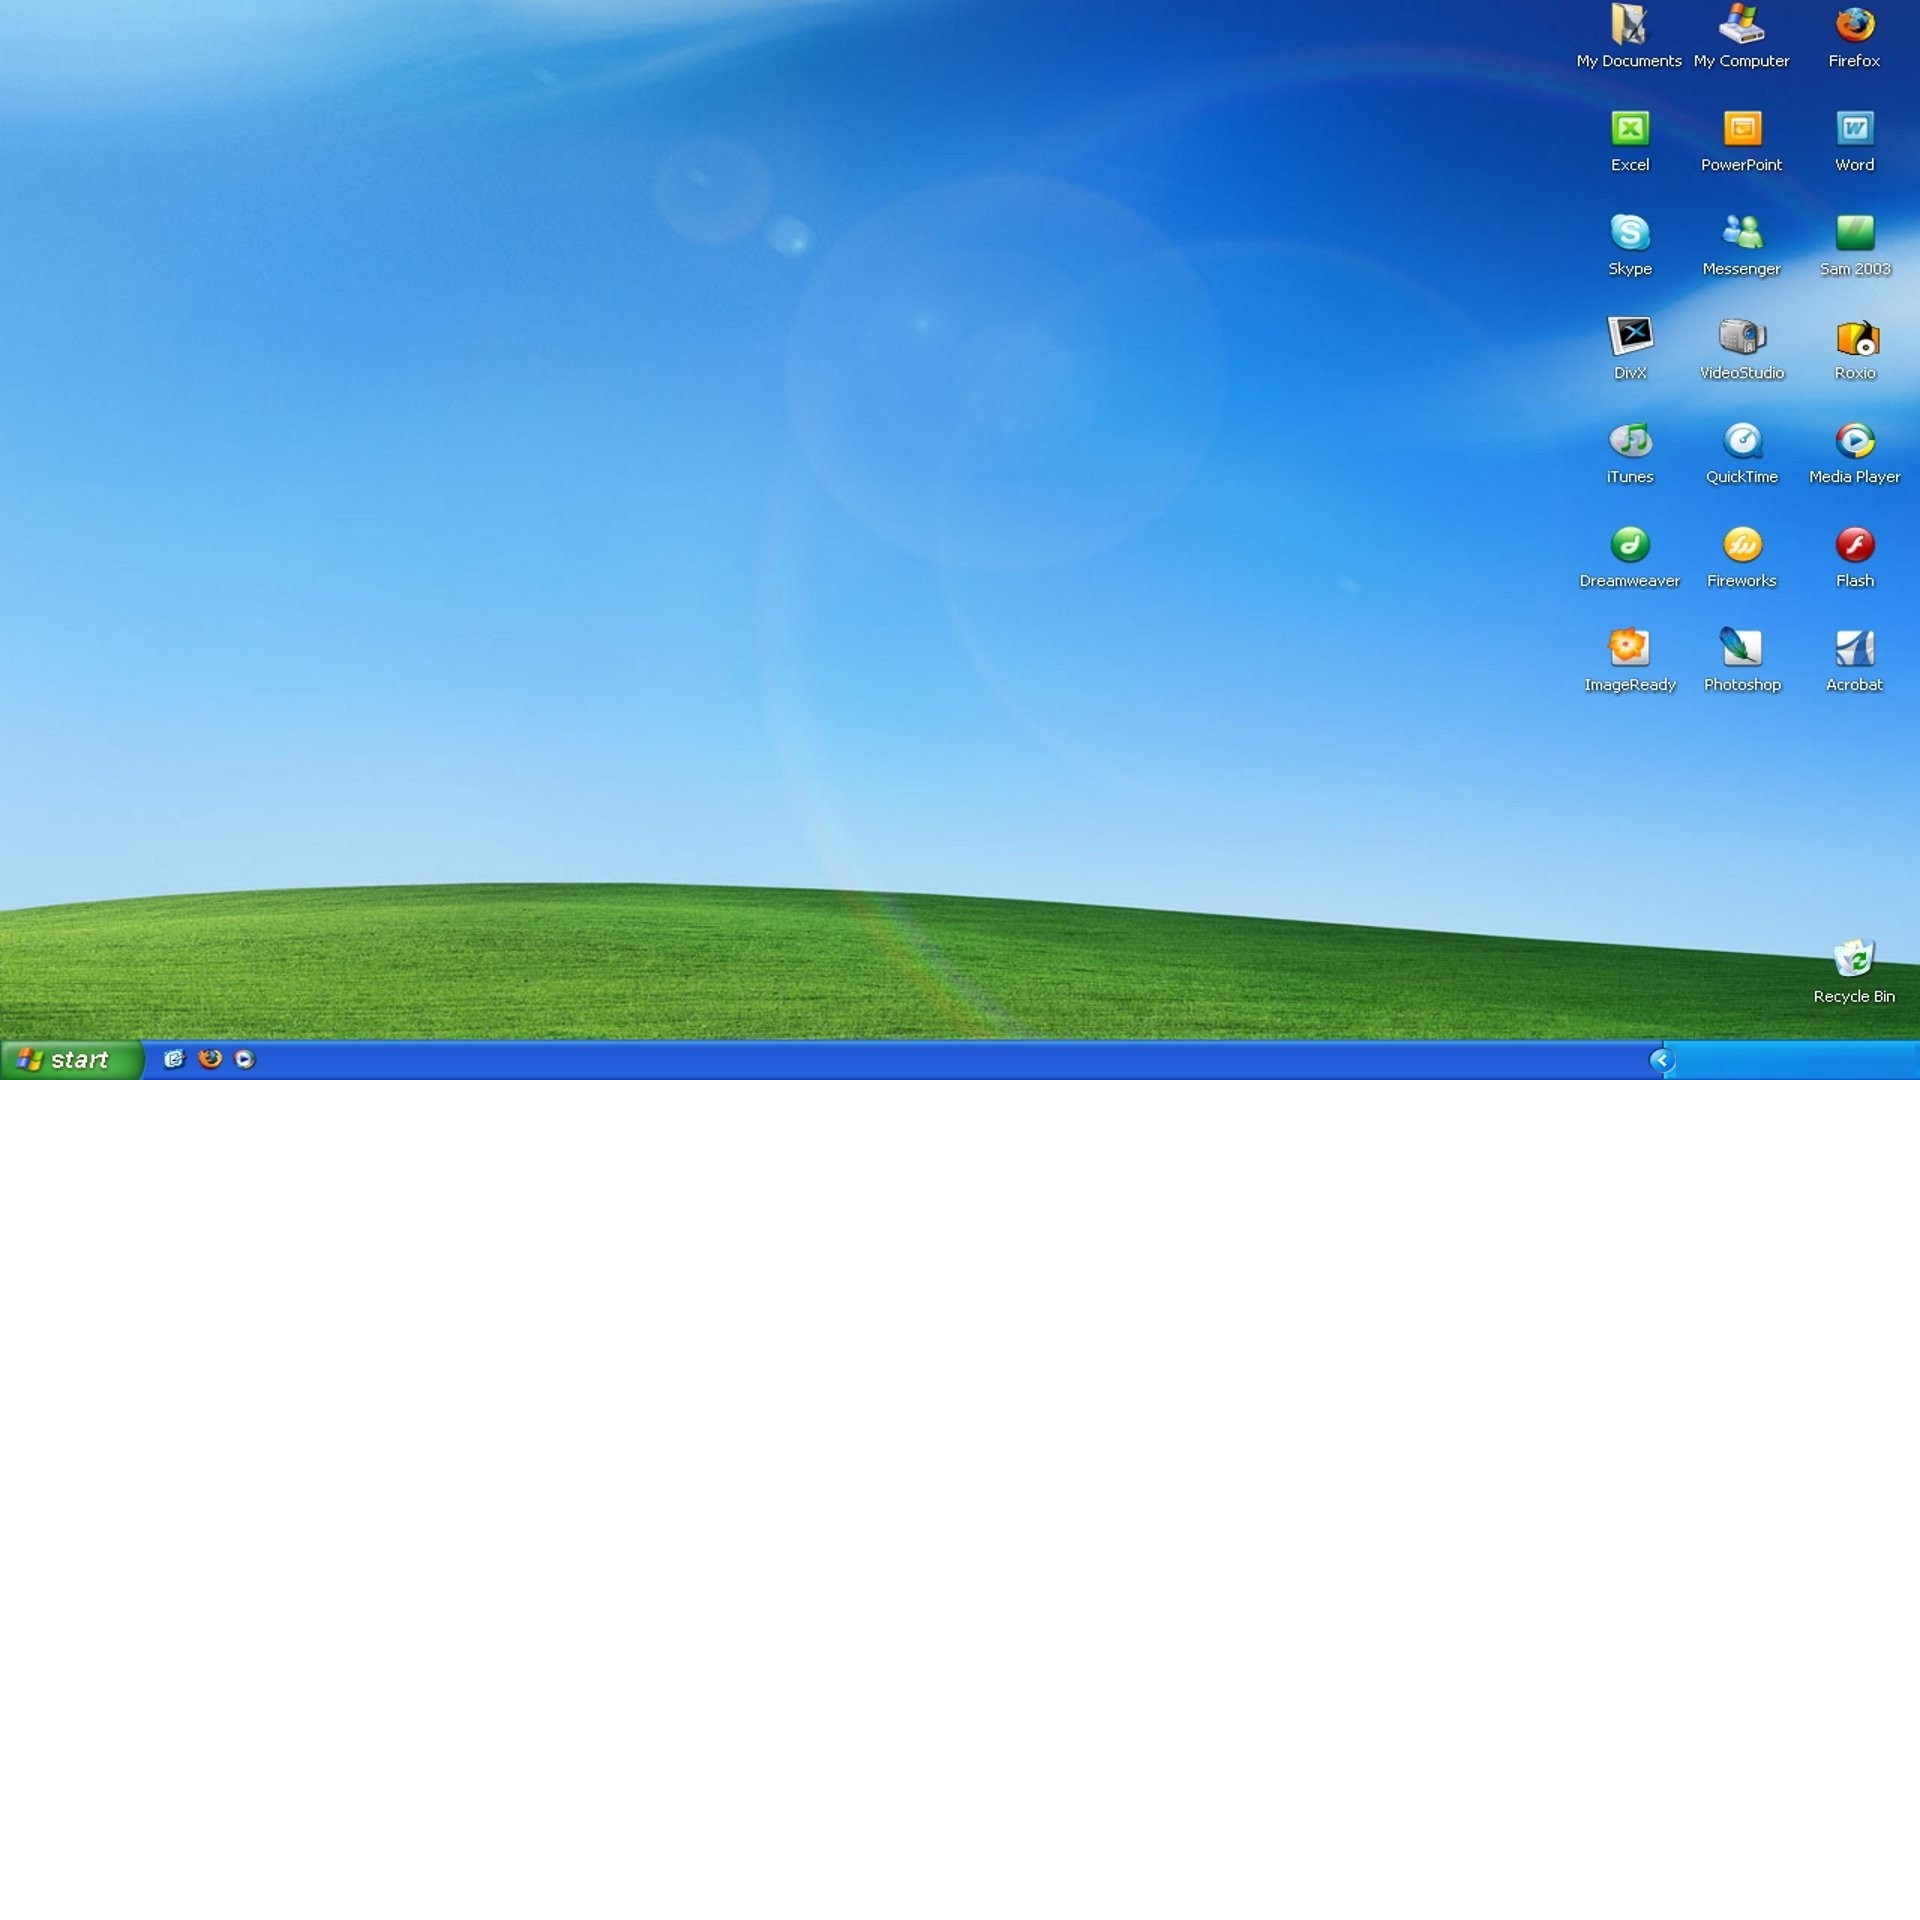 My Documents My Computer Firefox
Excel PowerPoint Word
Skype Messenger Sam 2003
DivX VideoStudio Roxio
iTunes QuickTime Media Player
Dreamweaver Fireworks Flash
ImageReady Photoshop Acrobat
Recycle Bin
start